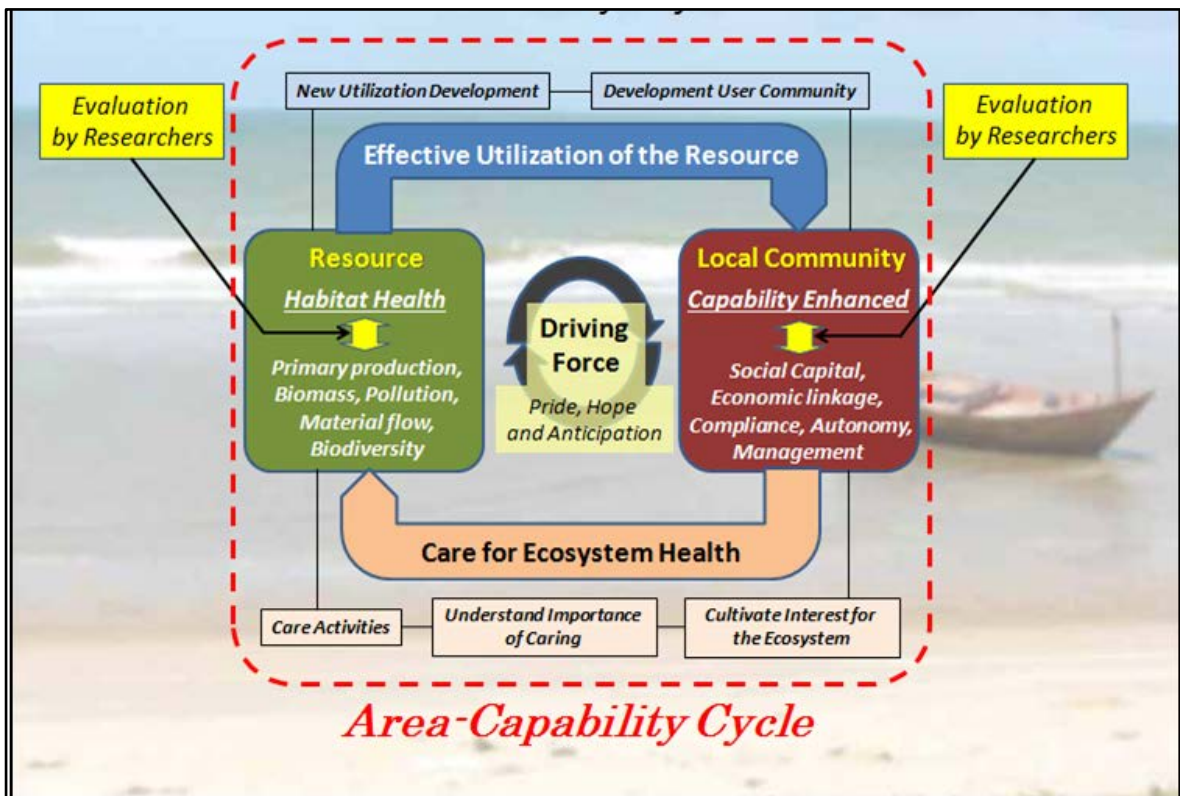 New Utilization Development
Development User Community
Evaluation
by Researchers
Evaluation
by Researchers
Effective Utilization of the Resource
Resource
Habitat Health
Primary production,
Biomass, Pollution,
Material flow,
Biodiversity
Driving
Force
Pride, Hope
and Anticipation
Local Community
Capability Enhanced
Social Capital,
Economic linkage,
Compliance, Autonomy,
Management
Care for Ecosystem Health
Care Activities
Understand Importance
of Caring
Cultivate Interest for
the Ecosystem
Area-Capability Cycle